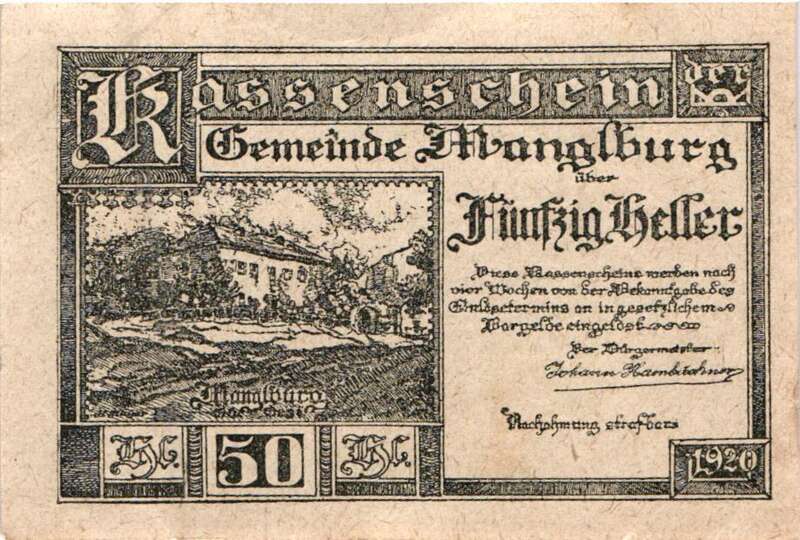 Kassenschein der
Gemeinde Manglburg
über
Fünfzig Heller
Diese Kassenscheine werden nach
vier Wochen von der Bekanntgabe des
Einlösetermins an in gesetzlichem
Bargelde eingelöst
Der Bürgermeister
Johann
Nachahmung strafbar
Manglburg
Hl. 50 Hl.
1920